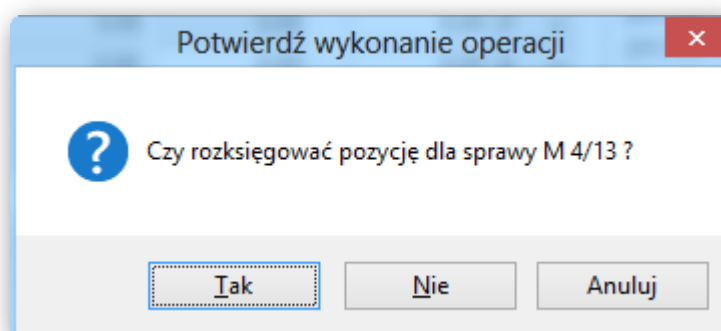 Potwierdź wykonanie operacji
Czy rozksięgować pozycję dla sprawy M 4/13 ?
Tak Nie Anuluj